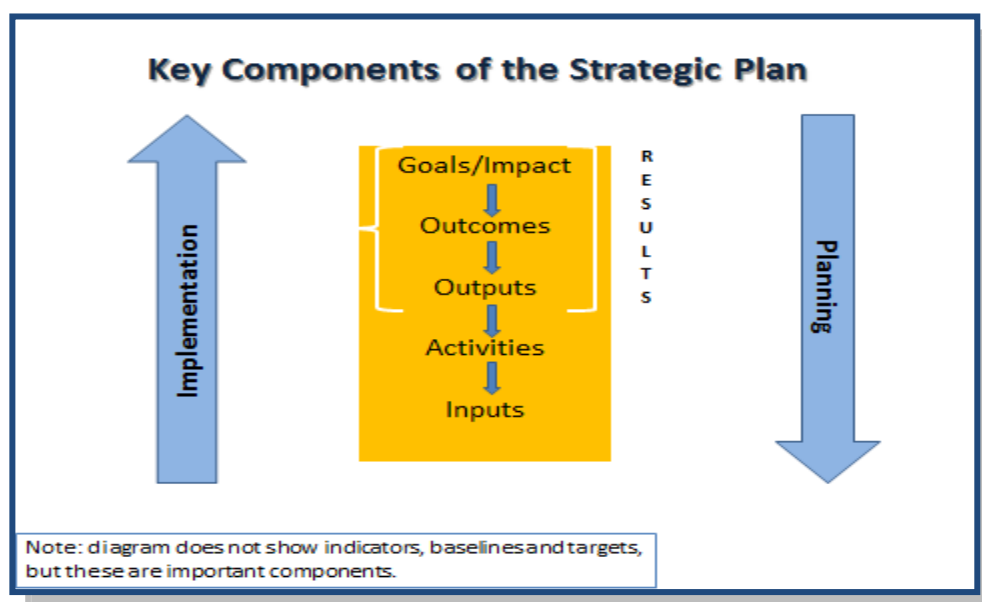 Key Components of the Strategic Plan
Implementation
Goals/Impact
Outcomes
Outputs
Activities
Inputs
R
E
S
U
L
T
S
Planning
Note: diagram does not show indicators, baselines and targets,
but these are important components.